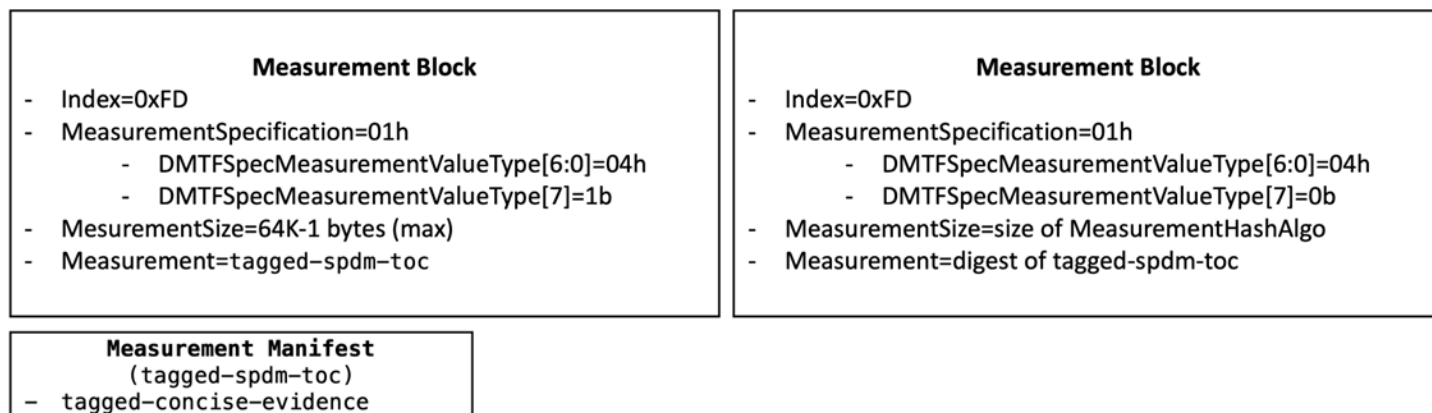 Measurement Block
- Index=0xFD
- MeasurementSpecification=01h
- DMTFSpecMeasurementValueType[6:0]=04h
- DMTFSpecMeasurementValueType[7]=1b
- MesurementSize=64K-1 bytes (max)
- Measurement=tagged-spdm-toc
Measurement Block
- Index=0xFD
- MeasurementSpecification=01h
- DMTFSpecMeasurementValueType[6:0]=04h
- DMTFSpecMeasurementValueType[7]=0b
- MeasurementSize=size of MeasurementHashAlgo
- Measurement=digest of tagged-spdm-toc
Measurement Manifest
(tagged-spdm-toc)
- tagged-concise-evidence